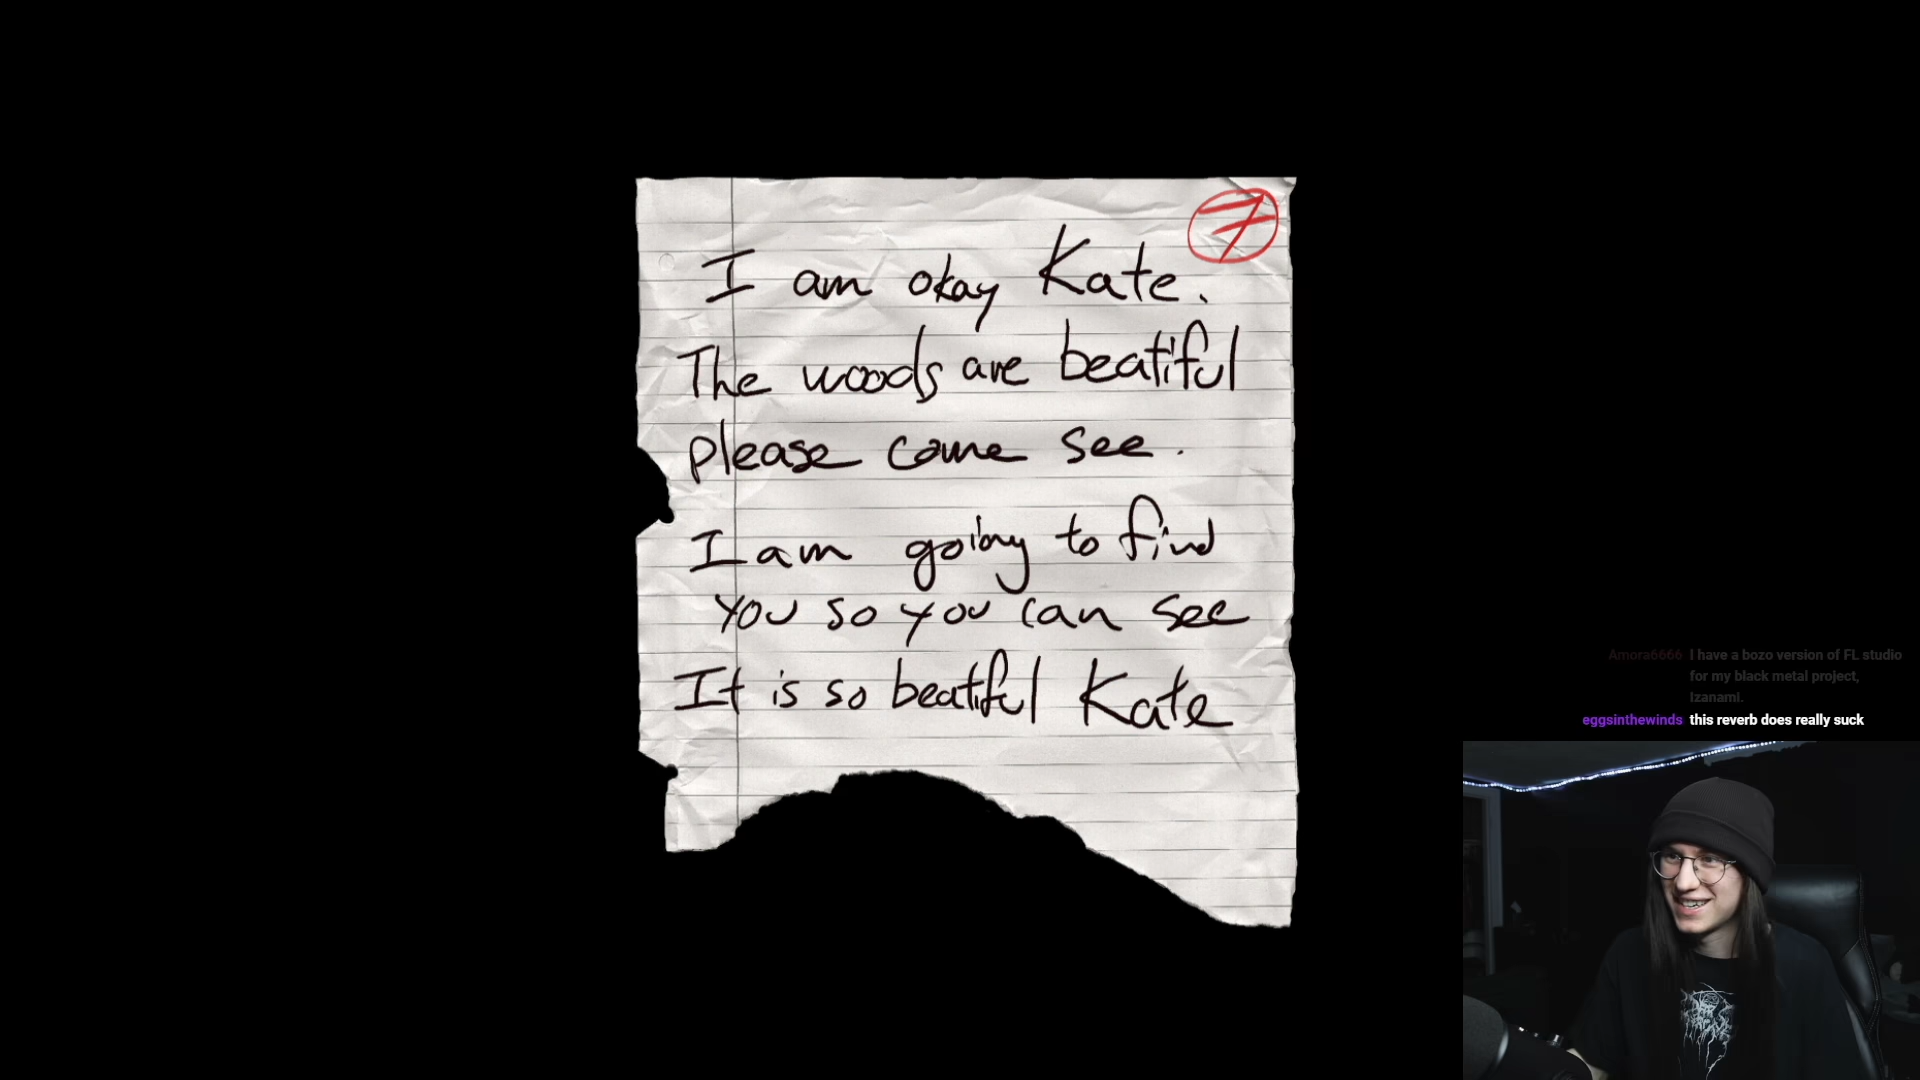 7
I am okay Kate.
The woods are beatiful
please come see.
I am going to find
you so you can see
It is so beatiful Kate
Amora6666 I have a bozo version of FL studio
for my black metal project,
Izanami.
eggsinthewinds this reverb does really suck